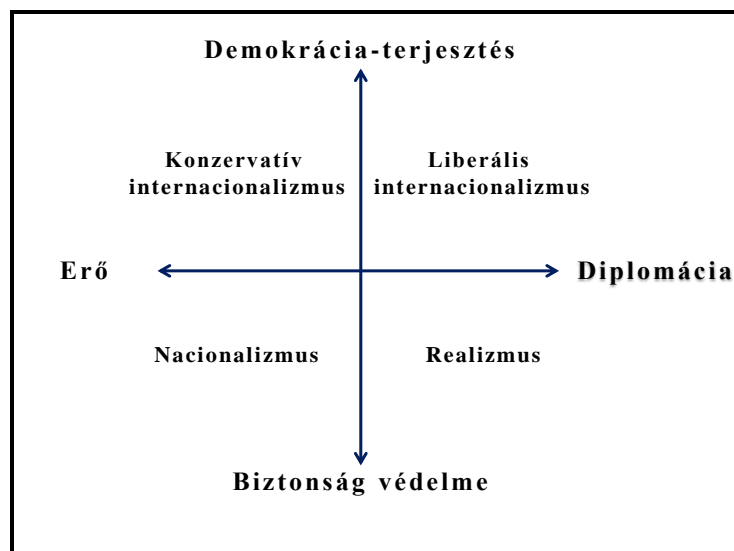 Demokrácia-terjesztés
Konzervatív
internacionalizmus
Liberális
internacionalizmus
Erő
Diplomácia
Nacionalizmus
Realizmus
Biztonság védelme